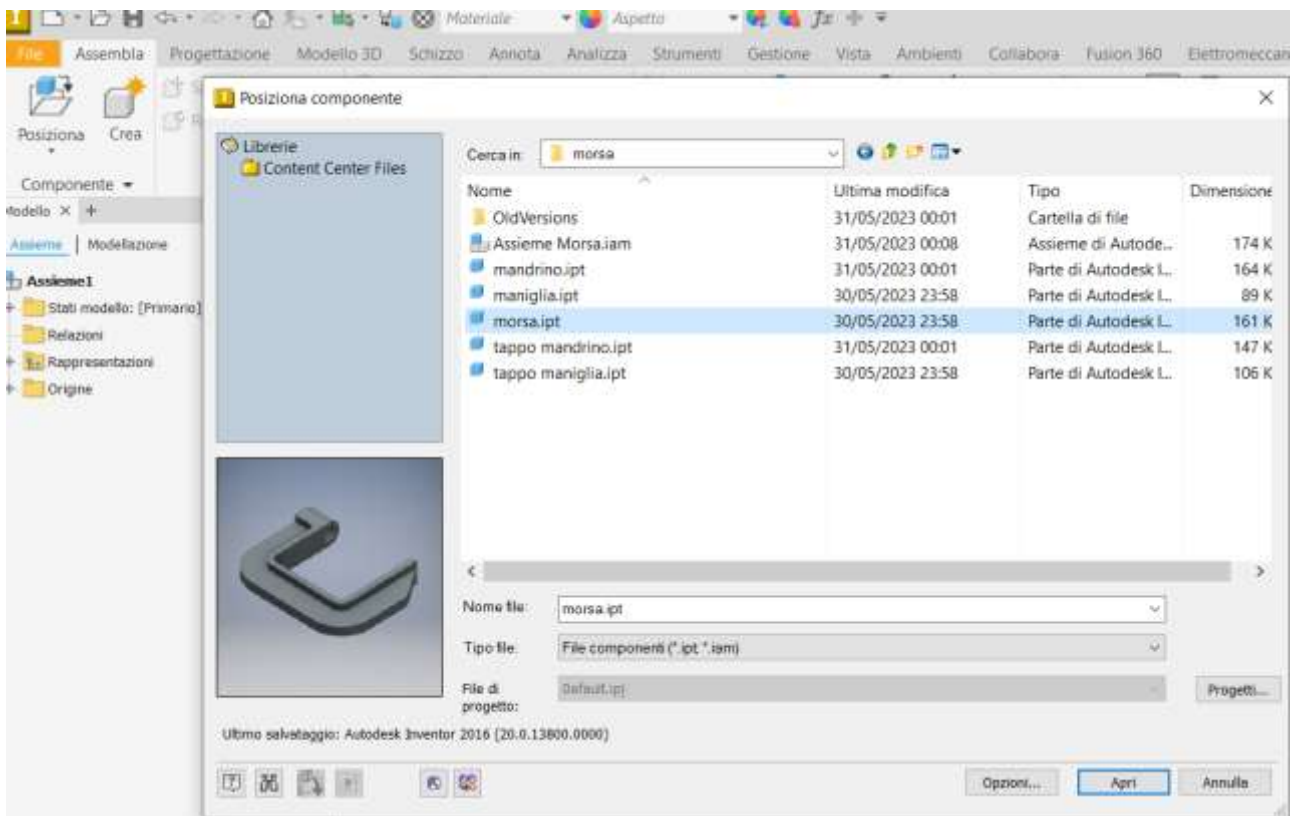 Materiale Aspetto fx
File Assembla Progettazione Modello 3D Schizzo Annota Analizza Strumenti Gestione Vista Ambienti Collabora Fusion 360 Elettromeccan
Posiziona Crea
Componente
Modello × +
Assieme | Modellazione
Assieme1
Stati modello: [Primario]
Relazioni
Rappresentazioni
Origine
Posiziona componente
Librerie
Content Center Files
Cerca in: morsa
Nome Ultima modifica Tipo Dimensione
OldVersions 31/05/2023 00:01 Cartella di file
Assieme Morsa.iam 31/05/2023 00:08 Assieme di Autode... 174 K
mandrino.ipt 31/05/2023 00:01 Parte di Autodesk I... 164 K
maniglia.ipt 30/05/2023 23:58 Parte di Autodesk I... 89 K
morsa.ipt 30/05/2023 23:58 Parte di Autodesk I... 161 K
tappo mandrino.ipt 31/05/2023 00:01 Parte di Autodesk I... 147 K
tappo maniglia.ipt 30/05/2023 23:58 Parte di Autodesk I... 106 K
Nome file: morsa.ipt
Tipo file: File componenti (*.ipt; *.iam)
File di progetto: Default.ipj Progetti...
Ultimo salvataggio: Autodesk Inventor 2016 (20.0.13800.0000)
Opzioni... Apri Annulla